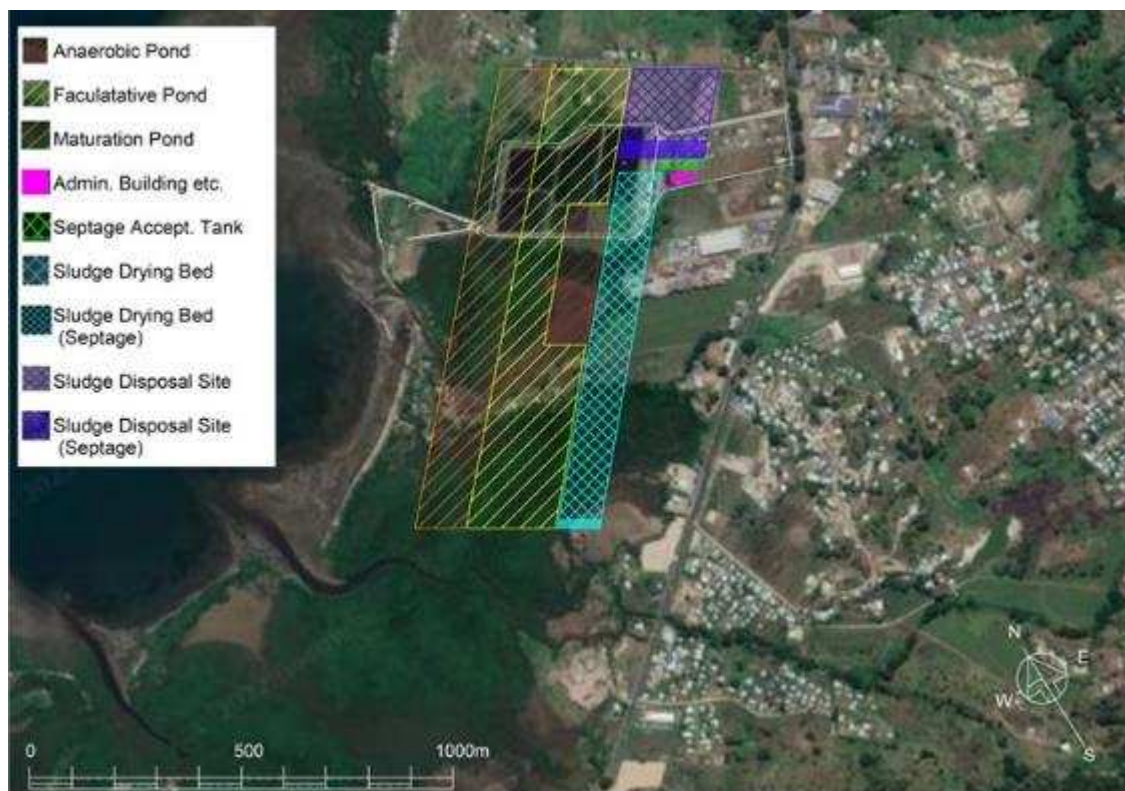 Anaerobic Pond
Faculatative Pond
Maturation Pond
Admin. Building etc.
Septage Accept. Tank
Sludge Drying Bed
Sludge Drying Bed
(Septage)
Sludge Disposal Site
Sludge Disposal Site
(Septage)
N
E
W
S
0 500 1000m